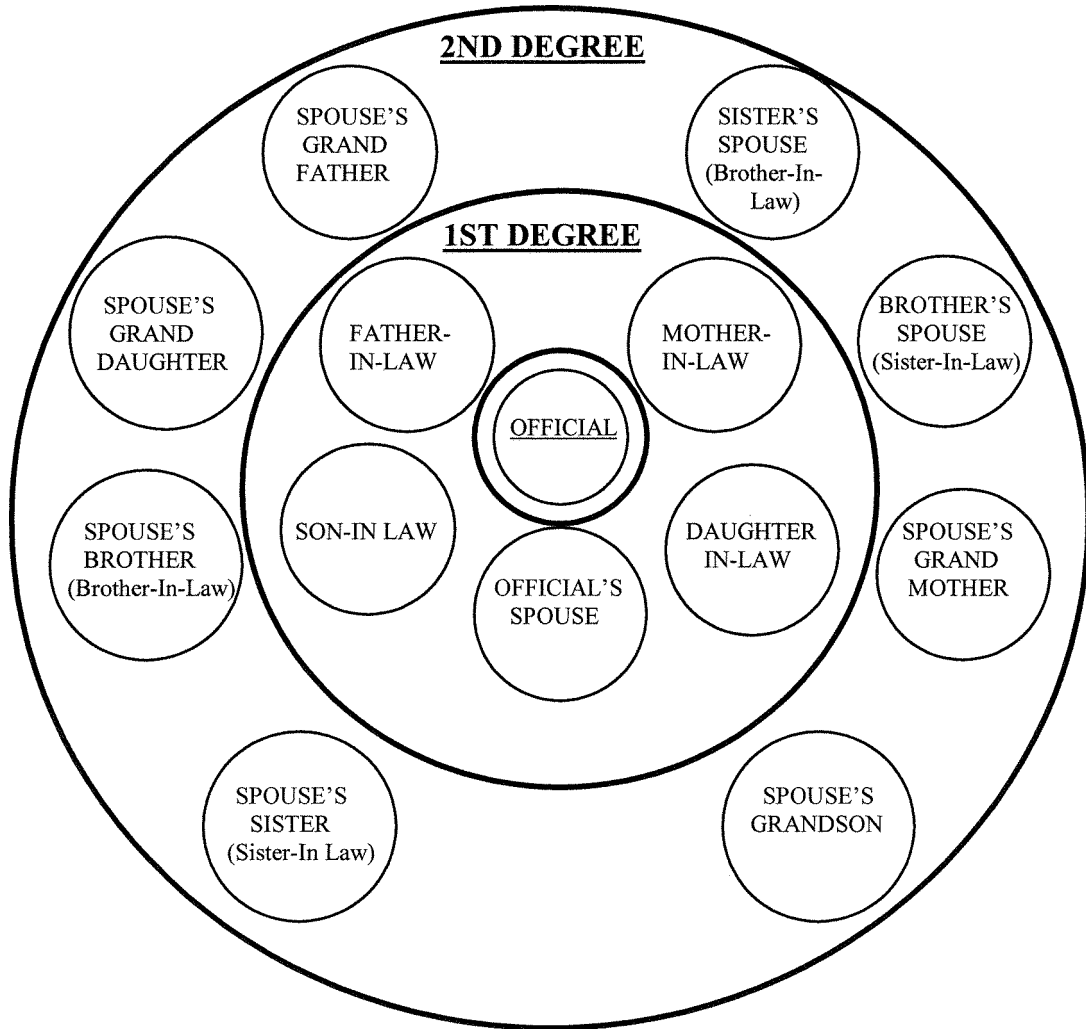 2ND DEGREE
SPOUSE'S
GRAND
FATHER
SISTER'S
SPOUSE
(Brother-In-
Law)
1ST DEGREE
SPOUSE'S
GRAND
DAUGHTER
FATHER-
IN-LAW
MOTHER-
IN-LAW
BROTHER'S
SPOUSE
(Sister-In-Law)
OFFICIAL
SPOUSE'S
BROTHER
(Brother-In-Law)
SON-IN LAW
OFFICIAL'S
SPOUSE
DAUGHTER
IN-LAW
SPOUSE'S
GRAND
MOTHER
SPOUSE'S
SISTER
(Sister-In Law)
SPOUSE'S
GRANDSON